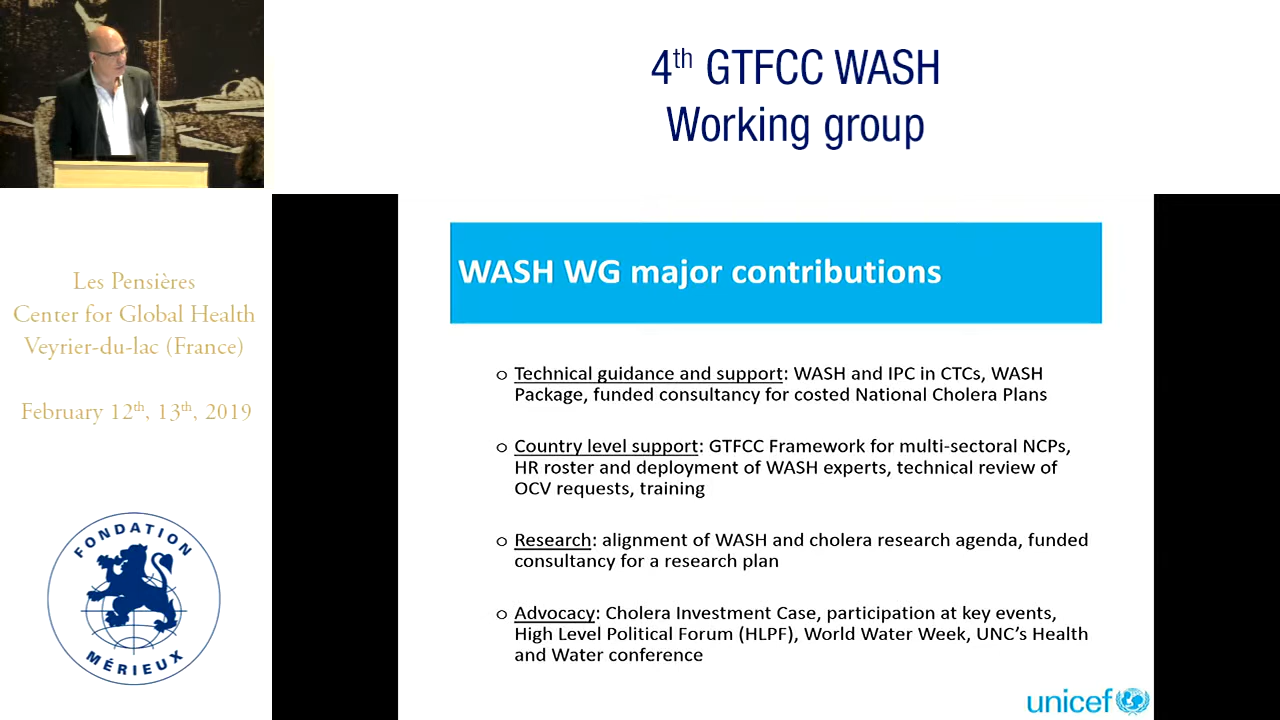 4th GTFCC WASH
Working group
Les Pensières
Center for Global Health
Veyrier-du-lac (France)
February 12th, 13th, 2019
FONDATION
MÉRIEUX
WASH WG major contributions
o Technical guidance and support: WASH and IPC in CTCs, WASH
Package, funded consultancy for costed National Cholera Plans
o Country level support: GTFCC Framework for multi-sectoral NCPs,
HR roster and deployment of WASH experts, technical review of
OCV requests, training
o Research: alignment of WASH and cholera research agenda, funded
consultancy for a research plan
o Advocacy: Cholera Investment Case, participation at key events,
High Level Political Forum (HLPF), World Water Week, UNC's Health
and Water conference
unicef